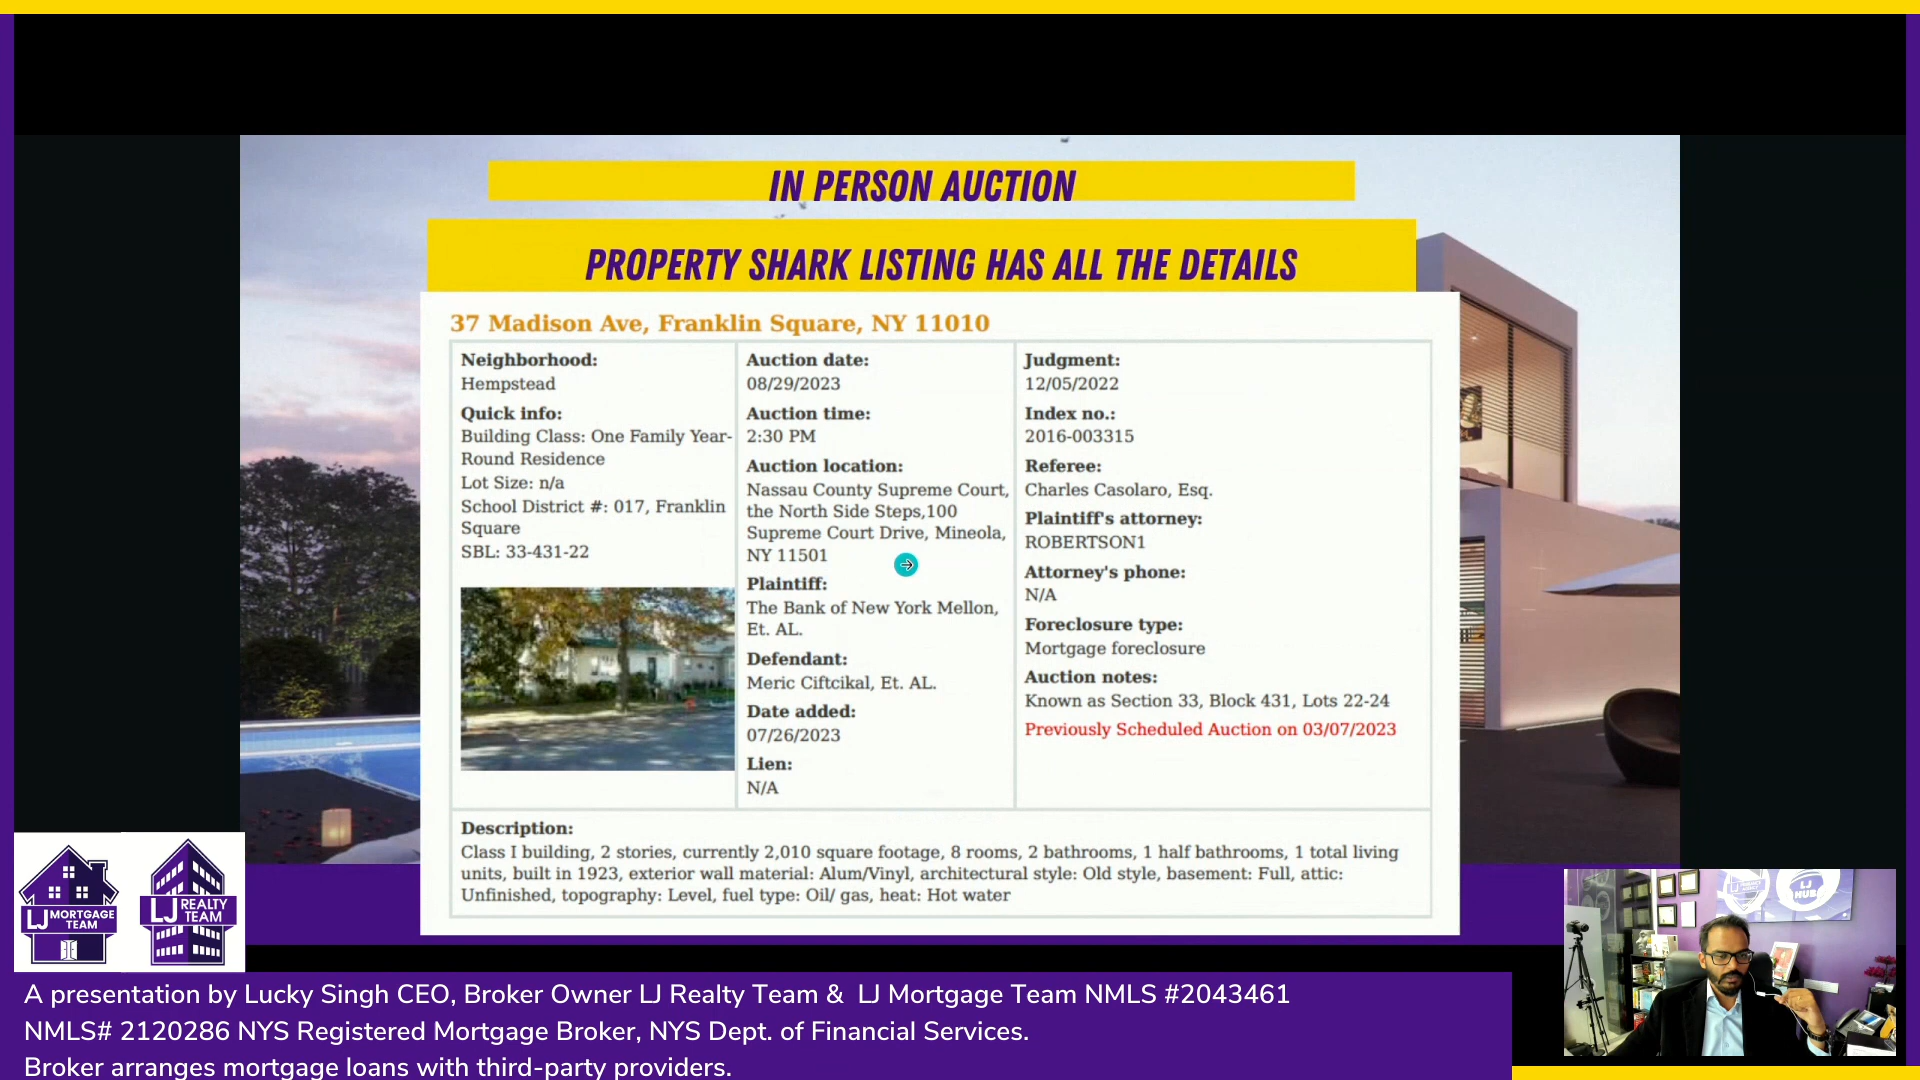 IN PERSON AUCTION
PROPERTY SHARK LISTING HAS ALL THE DETAILS
37 Madison Ave, Franklin Square, NY 11010
Neighborhood:
Hempstead
Quick info:
Building Class: One Family Year-
Round Residence
Lot Size: n/a
School District #: 017, Franklin
Square
SBL: 33-431-22
Auction date:
08/29/2023
Auction time:
2:30 PM
Auction location:
Nassau County Supreme Court,
the North Side Steps,100
Supreme Court Drive, Mineola,
NY 11501
Plaintiff:
The Bank of New York Mellon,
Et. AL.
Defendant:
Meric Ciftcikal, Et. AL.
Date added:
07/26/2023
Lien:
N/A
Judgment:
12/05/2022
Index no.:
2016-003315
Referee:
Charles Casolaro, Esq.
Plaintiff's attorney:
ROBERTSON1
Attorney's phone:
N/A
Foreclosure type:
Mortgage foreclosure
Auction notes:
Known as Section 33, Block 431, Lots 22-24
Previously Scheduled Auction on 03/07/2023
Description:
Class I building, 2 stories, currently 2,010 square footage, 8 rooms, 2 bathrooms, 1 half bathrooms, 1 total living
units, built in 1923, exterior wall material: Alum/Vinyl, architectural style: Old style, basement: Full, attic:
Unfinished, topography: Level, fuel type: Oil/ gas, heat: Hot water
LJ MORTGAGE
TEAM
LJ REALTY
TEAM
LJ
HUB
A presentation by Lucky Singh CEO, Broker Owner LJ Realty Team & LJ Mortgage Team NMLS #2043461
NMLS# 2120286 NYS Registered Mortgage Broker, NYS Dept. of Financial Services.
Broker arranges mortgage loans with third-party providers.